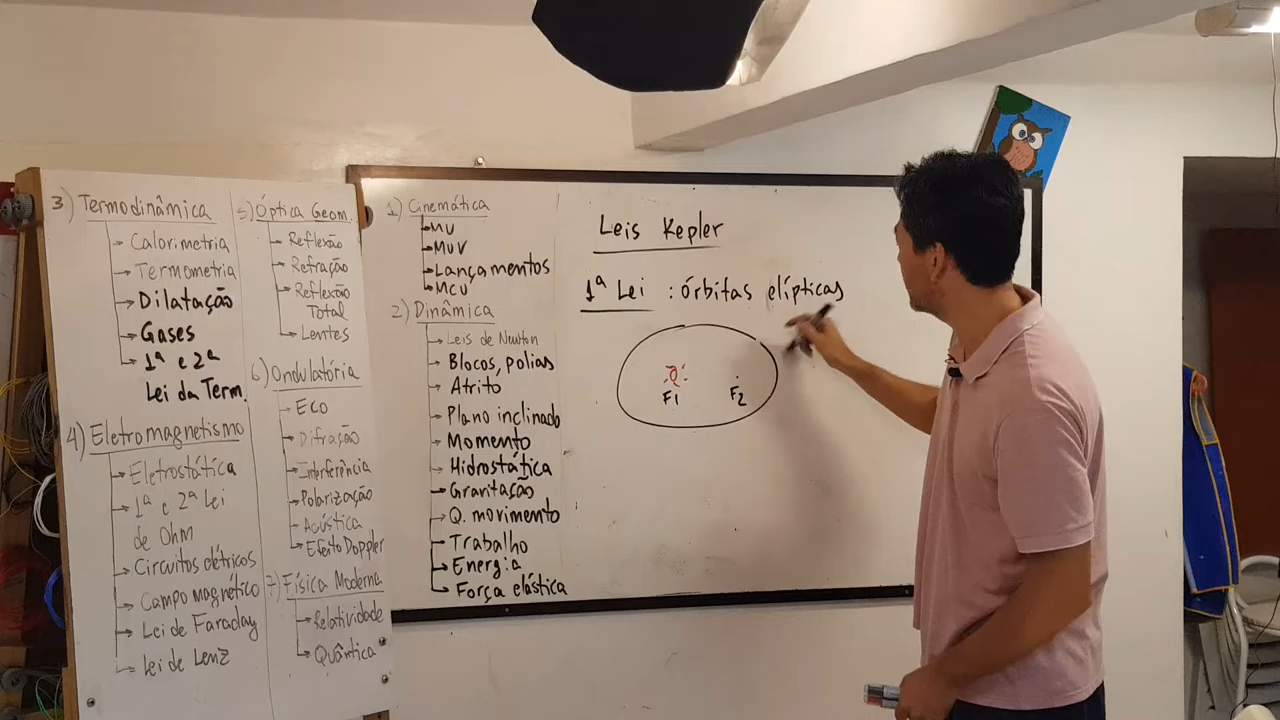 3) Termodinâmica
Calorimetria
Termometria
Dilatação
Gases
1ª e 2ª
Lei da Term.
4) Eletromagnetismo
Eletrostática
1ª e 2ª Lei
de Ohm
Circuitos elétricos
Campo magnético
Lei de Faraday
Lei de Lenz
5) Óptica Geom.
Reflexão
Refração
Reflexão
Total
Lentes
6) Ondulatória
Eco
Difração
Interferência
Polarização
Acústica
Efeito Doppler
7) Física Moderna
Relatividade
Quântica
1) Cinemática
MU
MUV
Lançamentos
MCU
2) Dinâmica
Leis de Newton
Blocos, polias
Atrito
Plano inclinado
Momento
Hidrostática
Gravitação
Q. movimento
Trabalho
Energia
Força elástica
Leis Kepler
1ª Lei : órbitas elípticas
F1
F2